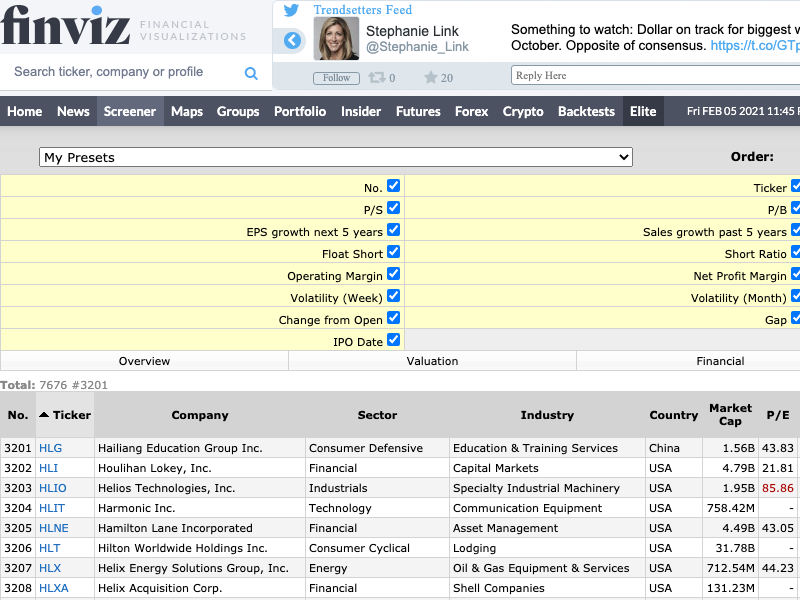 finviz FINANCIAL
VISUALIZATIONS
Trendsetters Feed
Stephanie Link
@Stephanie_Link
Something to watch: Dollar on track for biggest w
October. Opposite of consensus. https://t.co/GTp
Follow 0 20
Reply Here
Search ticker, company or profile
Home News Screener Maps Groups Portfolio Insider Futures Forex Crypto Backtests Elite Fri FEB 05 2021 11:45 P
My Presets Order:
No. Ticker
P/S P/B
EPS growth next 5 years Sales growth past 5 years
Float Short Short Ratio
Operating Margin Net Profit Margin
Volatility (Week) Volatility (Month)
Change from Open Gap
IPO Date
Overview Valuation Financial
Total: 7676 #3201
No. Ticker Company Sector Industry Country Market Cap P/E
3201 HLG Hailiang Education Group Inc. Consumer Defensive Education & Training Services China 1.56B 43.83
3202 HLI Houlihan Lokey, Inc. Financial Capital Markets USA 4.79B 21.81
3203 HLIO Helios Technologies, Inc. Industrials Specialty Industrial Machinery USA 1.95B 85.86
3204 HLIT Harmonic Inc. Technology Communication Equipment USA 758.42M -
3205 HLNE Hamilton Lane Incorporated Financial Asset Management USA 4.49B 43.05
3206 HLT Hilton Worldwide Holdings Inc. Consumer Cyclical Lodging USA 31.78B -
3207 HLX Helix Energy Solutions Group, Inc. Energy Oil & Gas Equipment & Services USA 712.54M 44.23
3208 HLXA Helix Acquisition Corp. Financial Shell Companies USA 131.23M -